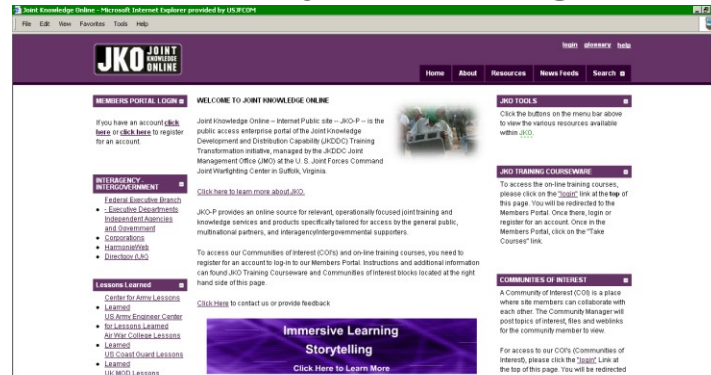 Joint Knowledge Online - Microsoft Internet Explorer provided by USJFCOM
File Edit View Favorites Tools Help
JKO JOINT
KNOWLEDGE
ONLINE
login glossary help
Home About Resources News Feeds Search
MEMBERS PORTAL LOGIN
If you have an account click
here or click here to register
for an account.
INTERAGENCY -
INTERGOVERNMENT
Federal Executive Branch
- Executive Departments
Independent Agencies
and Government
Corporations
HarmonieWeb
Directgov (UK)
Lessons Learned
Center for Army Lessons
Learned
US Army Engineer Center
for Lessons Learned
Air War College Lessons
Learned
US Coast Guard Lessons
Learned
UK MOD Lessons
WELCOME TO JOINT KNOWLEDGE ONLINE
Joint Knowledge Online – Internet Public site – JKO-P – is the
public access enterprise portal of the Joint Knowledge
Development and Distribution Capability (JKDDC) Training
Transformation initiative, managed by the JKDDC Joint
Management Office (JMO) at the U. S. Joint Forces Command
Joint Warfighting Center in Suffolk, Virginia.
Click here to learn more about JKO.
JKO-P provides an online source for relevant, operationally focused joint training and
knowledge services and products specifically tailored for access by the general public,
multinational partners, and interagency/intergovernmental supporters.
To access our Communities of Interest (COI's) and on-line training courses, you need to
register for an account to log-in to our Members Portal. Instructions and additional information
can found JKO Training Courseware and Communities of Interest blocks located at the right
hand side of this page.
Click Here to contact us or provide feedback
Immersive Learning
Storytelling
Click Here to Learn More
JKO TOOLS
Click the buttons on the menu bar above
to view the various resources available
within JKO.
JKO TRAINING COURSEWARE
To access the on-line training courses,
please click on the "login" link at the top of
this page. You will be redirected to the
Members Portal. Once there, login or
register for an account. Once in the
Members Portal, click on the "Take
Courses" link.
COMMUNITIES OF INTEREST
A Community of Interest (COI) is a place
where site members can collaborate with
each other. The Community Manager will
post topics of interest, files and weblinks
for the community member to view.
For access to our COI's (Communities of
Interest), please click the "login" Link at
the top of this page. You will be redirected